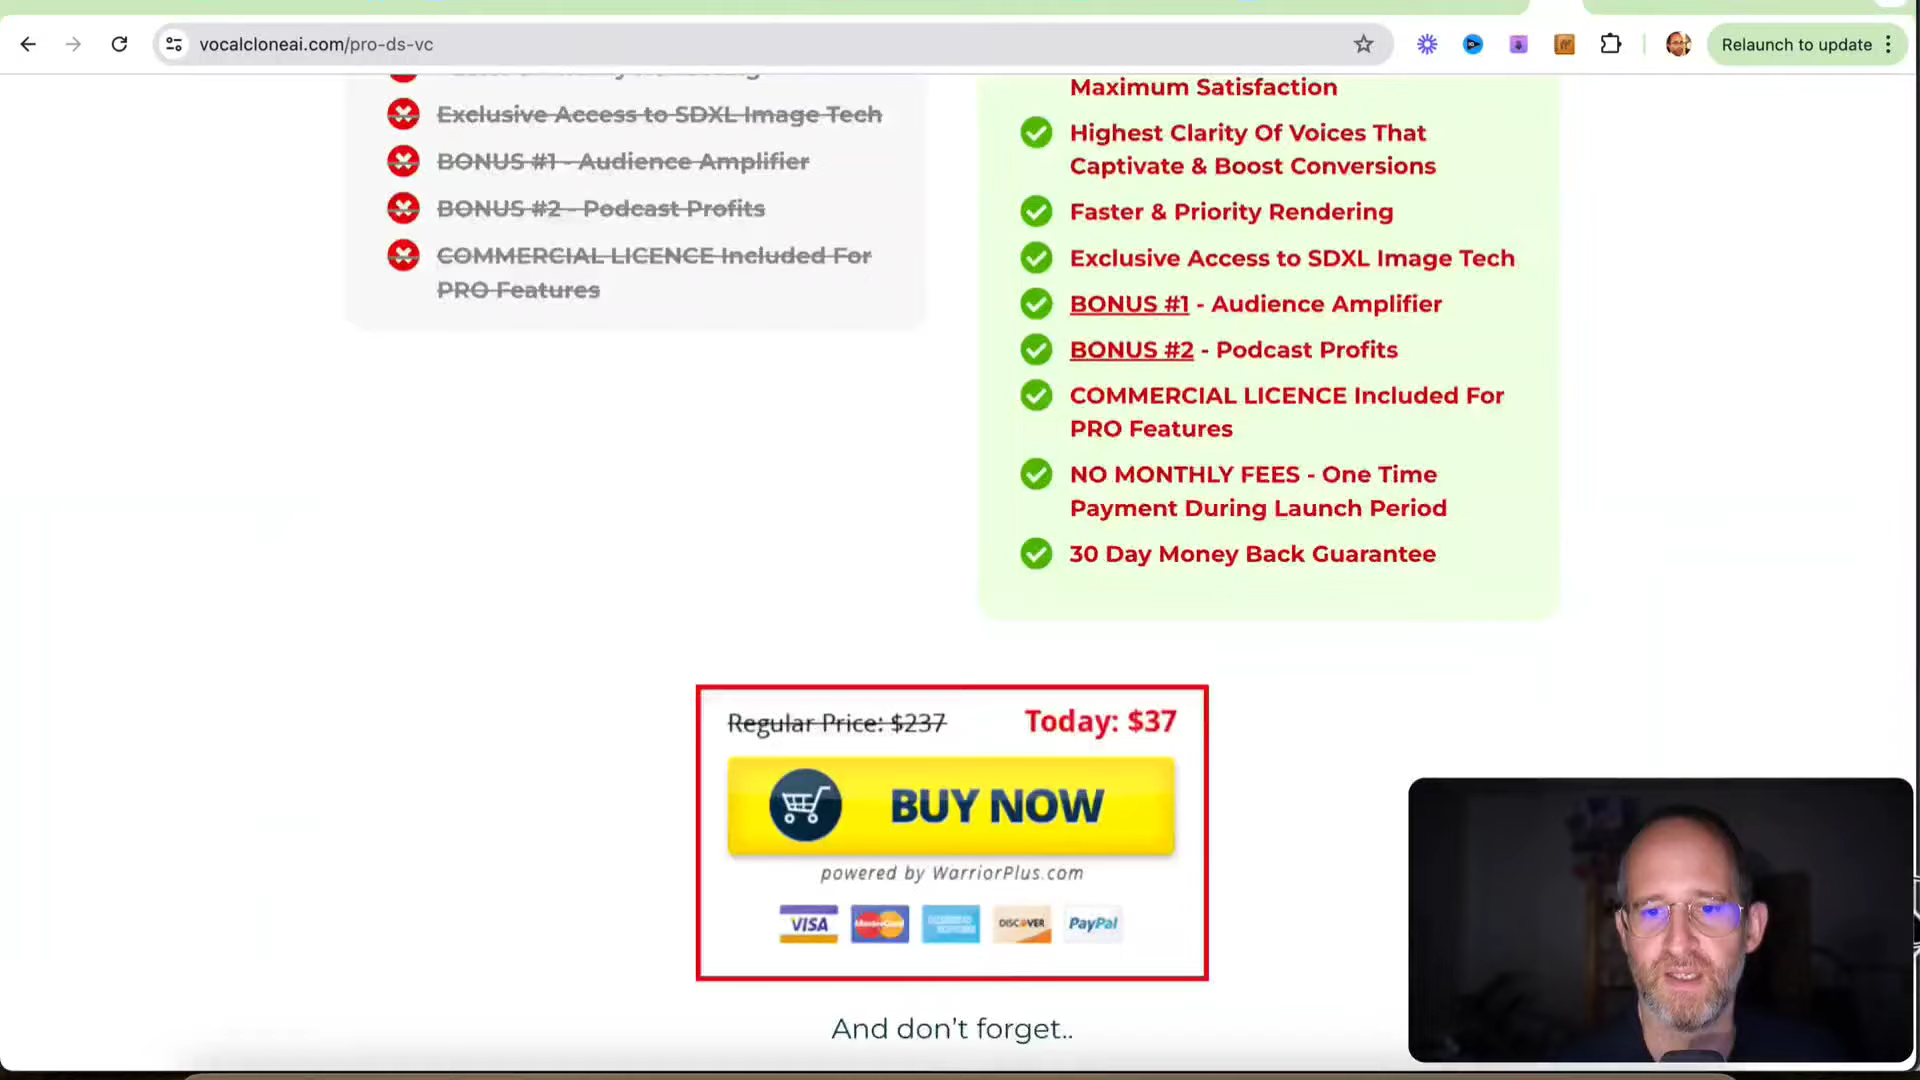 vocalcloneai.com/pro-ds-vc
Relaunch to update
Exclusive Access to SDXL Image Tech
BONUS #1 - Audience Amplifier
BONUS #2 - Podcast Profits
COMMERCIAL LICENCE Included For
PRO Features
Maximum Satisfaction
Highest Clarity Of Voices That
Captivate & Boost Conversions
Faster & Priority Rendering
Exclusive Access to SDXL Image Tech
BONUS #1 - Audience Amplifier
BONUS #2 - Podcast Profits
COMMERCIAL LICENCE Included For
PRO Features
NO MONTHLY FEES - One Time
Payment During Launch Period
30 Day Money Back Guarantee
Regular Price: $237 Today: $37
BUY NOW
powered by WarriorPlus.com
VISA MasterCard DISCOVER PayPal
And don't forget..